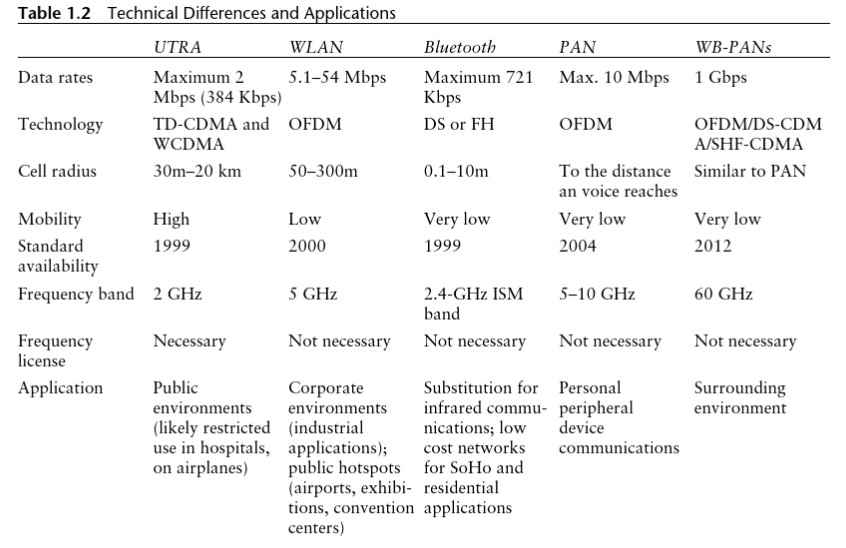 Table 1.2 Technical Differences and Applications
UTRA WLAN Bluetooth PAN WB-PANs
Data rates Maximum 2 5.1–54 Mbps Maximum 721 Max. 10 Mbps 1 Gbps
Mbps (384 Kbps) Kbps
Technology TD-CDMA and OFDM DS or FH OFDM OFDM/DS-CDM
WCDMA A/SHF-CDMA
Cell radius 30m–20 km 50–300m 0.1–10m To the distance Similar to PAN
an voice reaches
Mobility High Low Very low Very low Very low
Standard 1999 2000 1999 2004 2012
availability
Frequency band 2 GHz 5 GHz 2.4-GHz ISM 5–10 GHz 60 GHz
band
Frequency Necessary Not necessary Not necessary Not necessary Not necessary
license
Application Public Corporate Substitution for Personal Surrounding
environments environments infrared commu- peripheral environment
(likely restricted (industrial nications; low device
use in hospitals, applications); cost networks communications
on airplanes) public hotspots for SoHo and
(airports, exhibi- residential
tions, convention applications
centers)